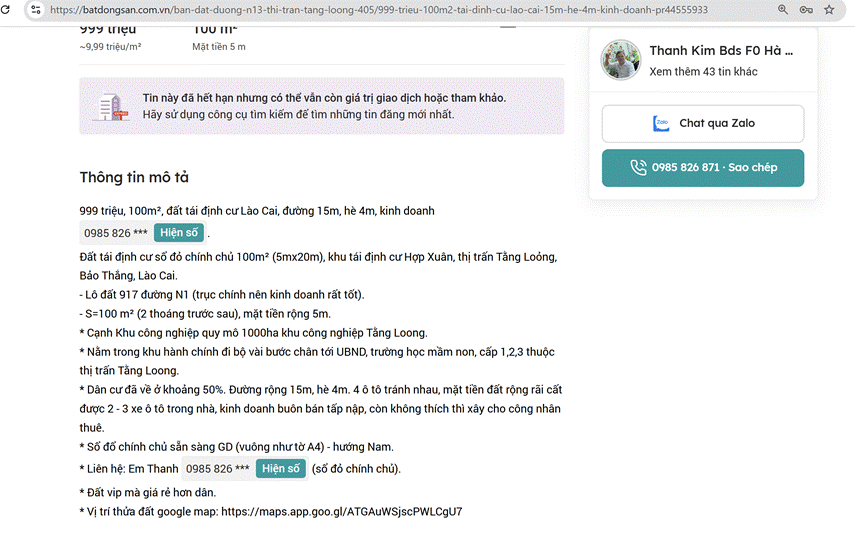 https://batdongsan.com.vn/ban-dat-duong-n13-thi-tran-tang-loong-405/999-trieu-100m2-tai-dinh-cu-lao-cai-15m-he-4m-kinh-doanh-pr44555933
999 triệu
100 m²
~9,99 triệu/m²
Mặt tiền 5 m
Tin này đã hết hạn nhưng có thể vẫn còn giá trị giao dịch hoặc tham khảo.
Hãy sử dụng công cụ tìm kiếm để tìm những tin đăng mới nhất.
Thông tin mô tả
999 triệu, 100m², đất tái định cư Lào Cai, đường 15m, hè 4m, kinh doanh
0985 826 *** Hiện số .
Đất tái định cư sổ đỏ chính chủ 100m² (5mx20m), khu tái định cư Hợp Xuân, thị trấn Tằng Loỏng,
Bảo Thắng, Lào Cai.
- Lô đất 917 đường N1 (trục chính nên kinh doanh rất tốt).
- S=100 m² (2 thoáng trước sau), mặt tiền rộng 5m.
* Cạnh Khu công nghiệp quy mô 1000ha khu công nghiệp Tằng Loong.
* Nằm trong khu hành chính đi bộ vài bước chân tới UBND, trường học mầm non, cấp 1,2,3 thuộc
thị trấn Tằng Loong.
* Dân cư đã về ở khoảng 50%. Đường rộng 15m, hè 4m. 4 ô tô tránh nhau, mặt tiền đất rộng rãi cất
được 2 - 3 xe ô tô trong nhà, kinh doanh buôn bán tấp nập, còn không thích thì xây cho công nhân
thuê.
* Sổ đổ chính chủ sẵn sàng GD (vuông như tờ A4) - hướng Nam.
* Liên hệ: Em Thanh 0985 826 *** Hiện số (sổ đỏ chính chủ).
* Đất vip mà giá rẻ hơn dân.
* Vị trí thửa đất google map: https://maps.app.goo.gl/ATGAuWSjscPWLCgU7
Thanh Kim Bds F0 Hà ...
Xem thêm 43 tin khác
Zalo Chat qua Zalo
0985 826 871 · Sao chép